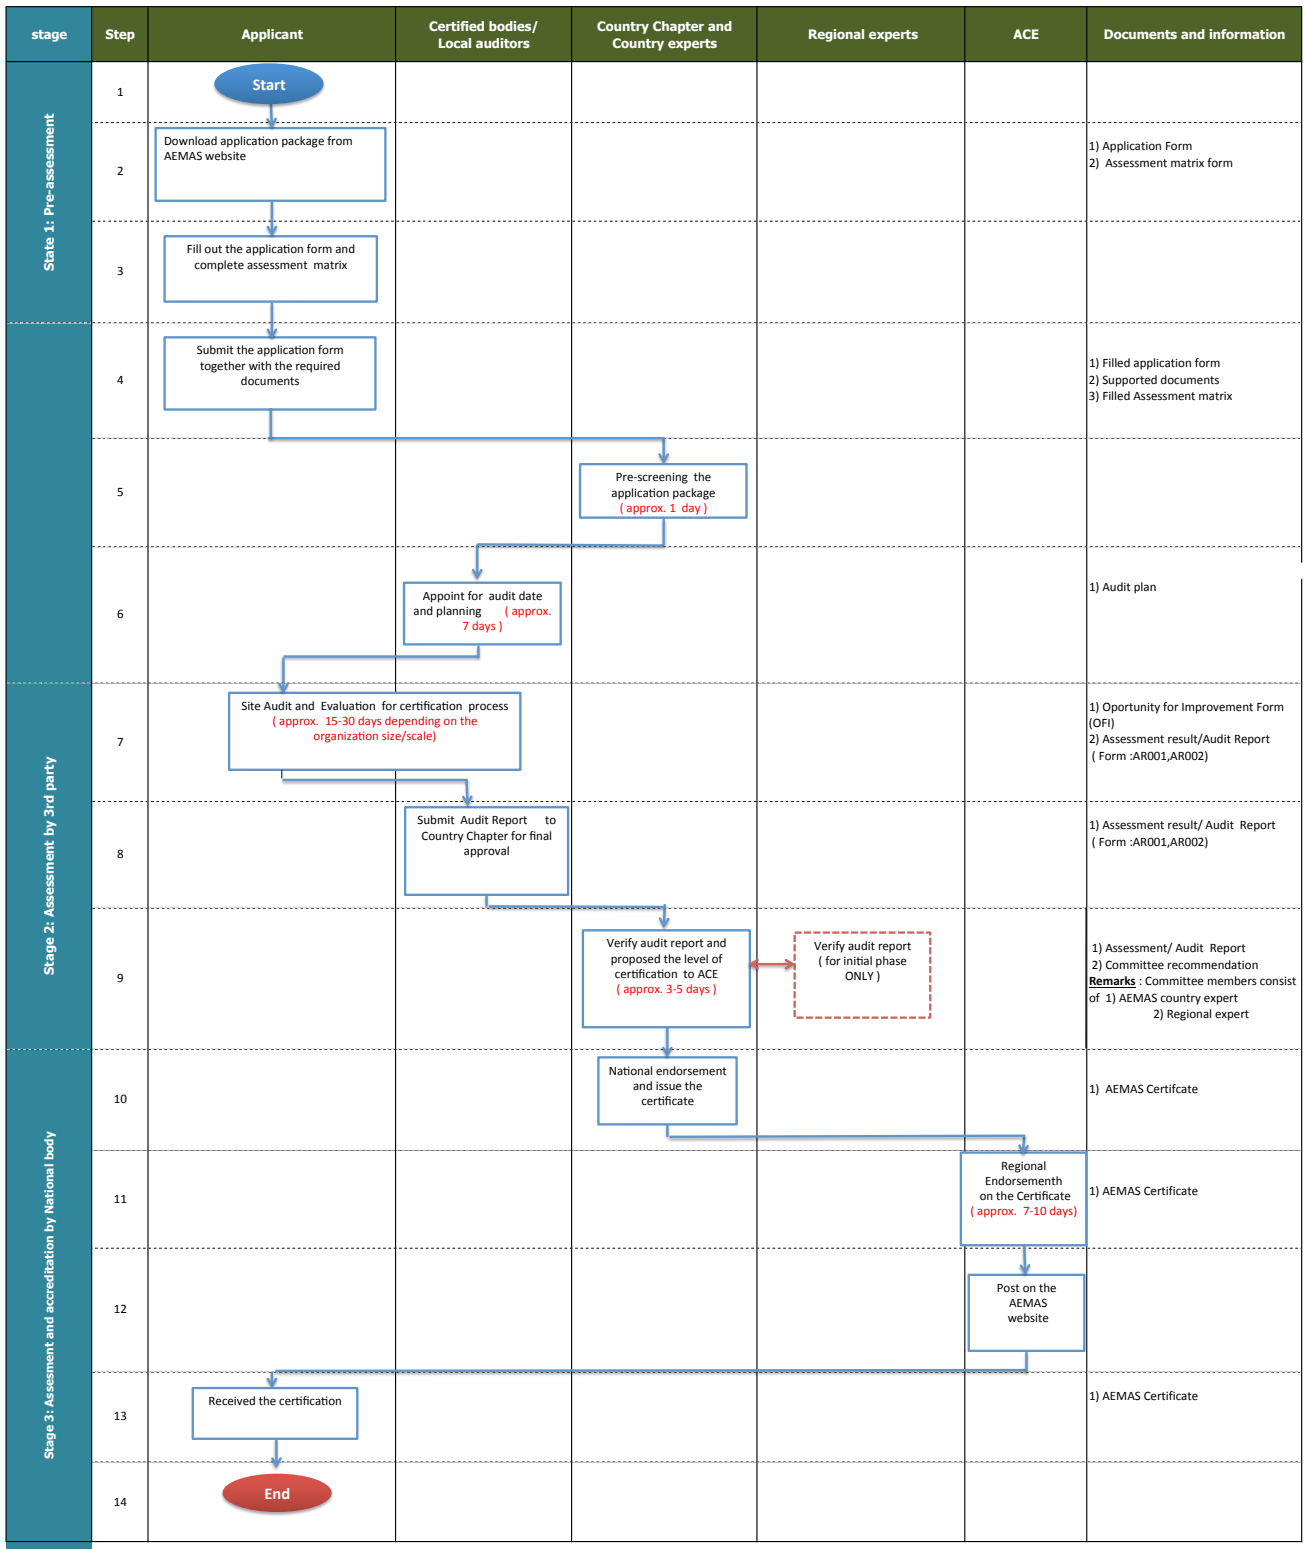 stage
Step
Applicant
Certified bodies/
Local auditors
Country Chapter and
Country experts
Regional experts
ACE
Documents and information
State 1: Pre-assessment
1
Start
2
Download application package from
AEMAS website
1) Application Form
2) Assessment matrix form
3
Fill out the application form and
complete assessment matrix
Stage 2: Assessment by 3rd party
4
Submit the application form
together with the required
documents
1) Filled application form
2) Supported documents
3) Filled Assessment matrix
5
Pre-screening the
application package
( approx. 1 day )
6
Appoint for audit date
and planning ( approx.
7 days )
1) Audit plan
7
Site Audit and Evaluation for certification process
( approx. 15-30 days depending on the
organization size/scale)
1) Oportunity for Improvement Form
(OFI)
2) Assessment result/Audit Report
( Form :AR001,AR002)
8
Submit Audit Report to
Country Chapter for final
approval
1) Assessment result/ Audit Report
( Form :AR001,AR002)
9
Verify audit report and
proposed the level of
certification to ACE
( approx. 3-5 days )
Verify audit report
( for initial phase
ONLY )
1) Assessment/ Audit Report
2) Committee recommendation
Remarks : Committee members consist
of 1) AEMAS country expert
2) Regional expert
Stage 3: Assesment and accreditation by National body
10
National endorsement
and issue the
certificate
1) AEMAS Certifcate
11
Regional
Endorsementh
on the Certificate
( approx. 7-10 days)
1) AEMAS Certificate
12
Post on the
AEMAS
website
13
Received the certification
1) AEMAS Certificate
14
End